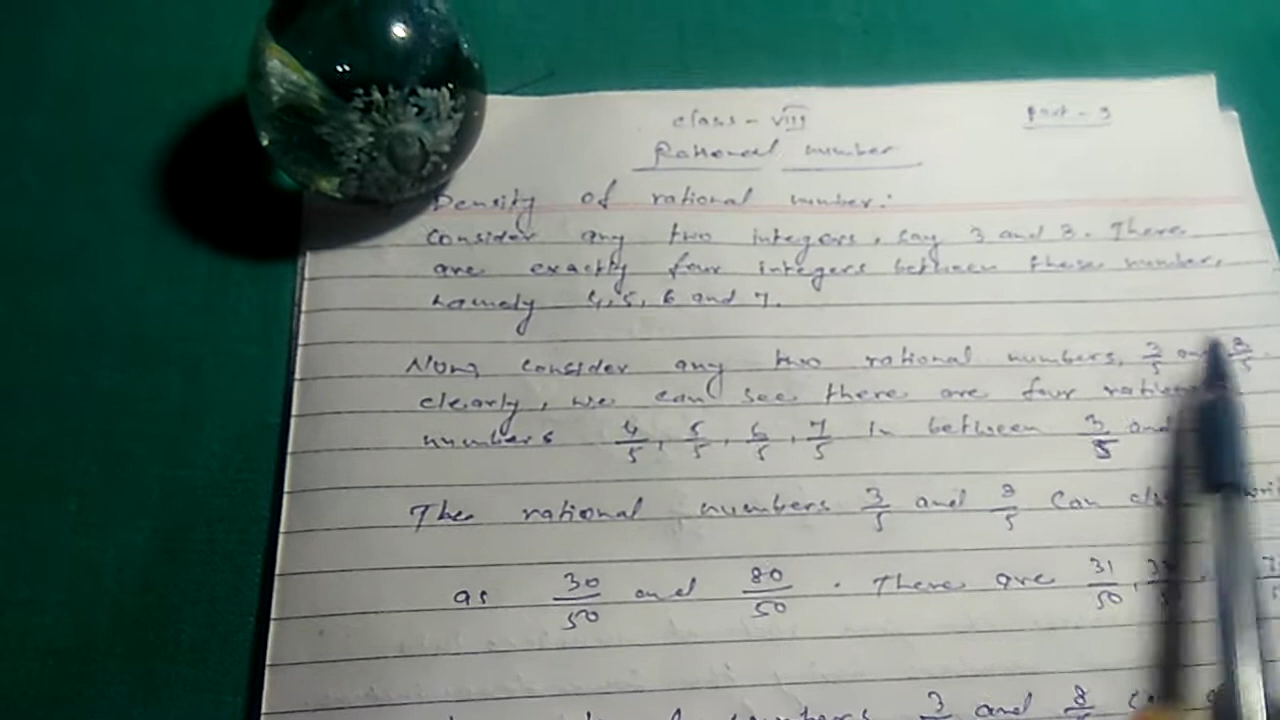 class - VIII
part - 3
Rational number
Density of rational number:
Consider any two integers, say 3 and 8. There
are exactly four integers between these number,
namely 4, 5, 6 and 7.
Now, consider any two rational numbers, 3/5 and 8/5.
clearly, we can see there are four
numbers 4/5, 5/5, 6/5, 7/5 in between 3/5 and
The rational numbers 3/5 and 8/5 can
as 30/50 and 80/50. There are 31/50,
numbers 3/5 and 8/5